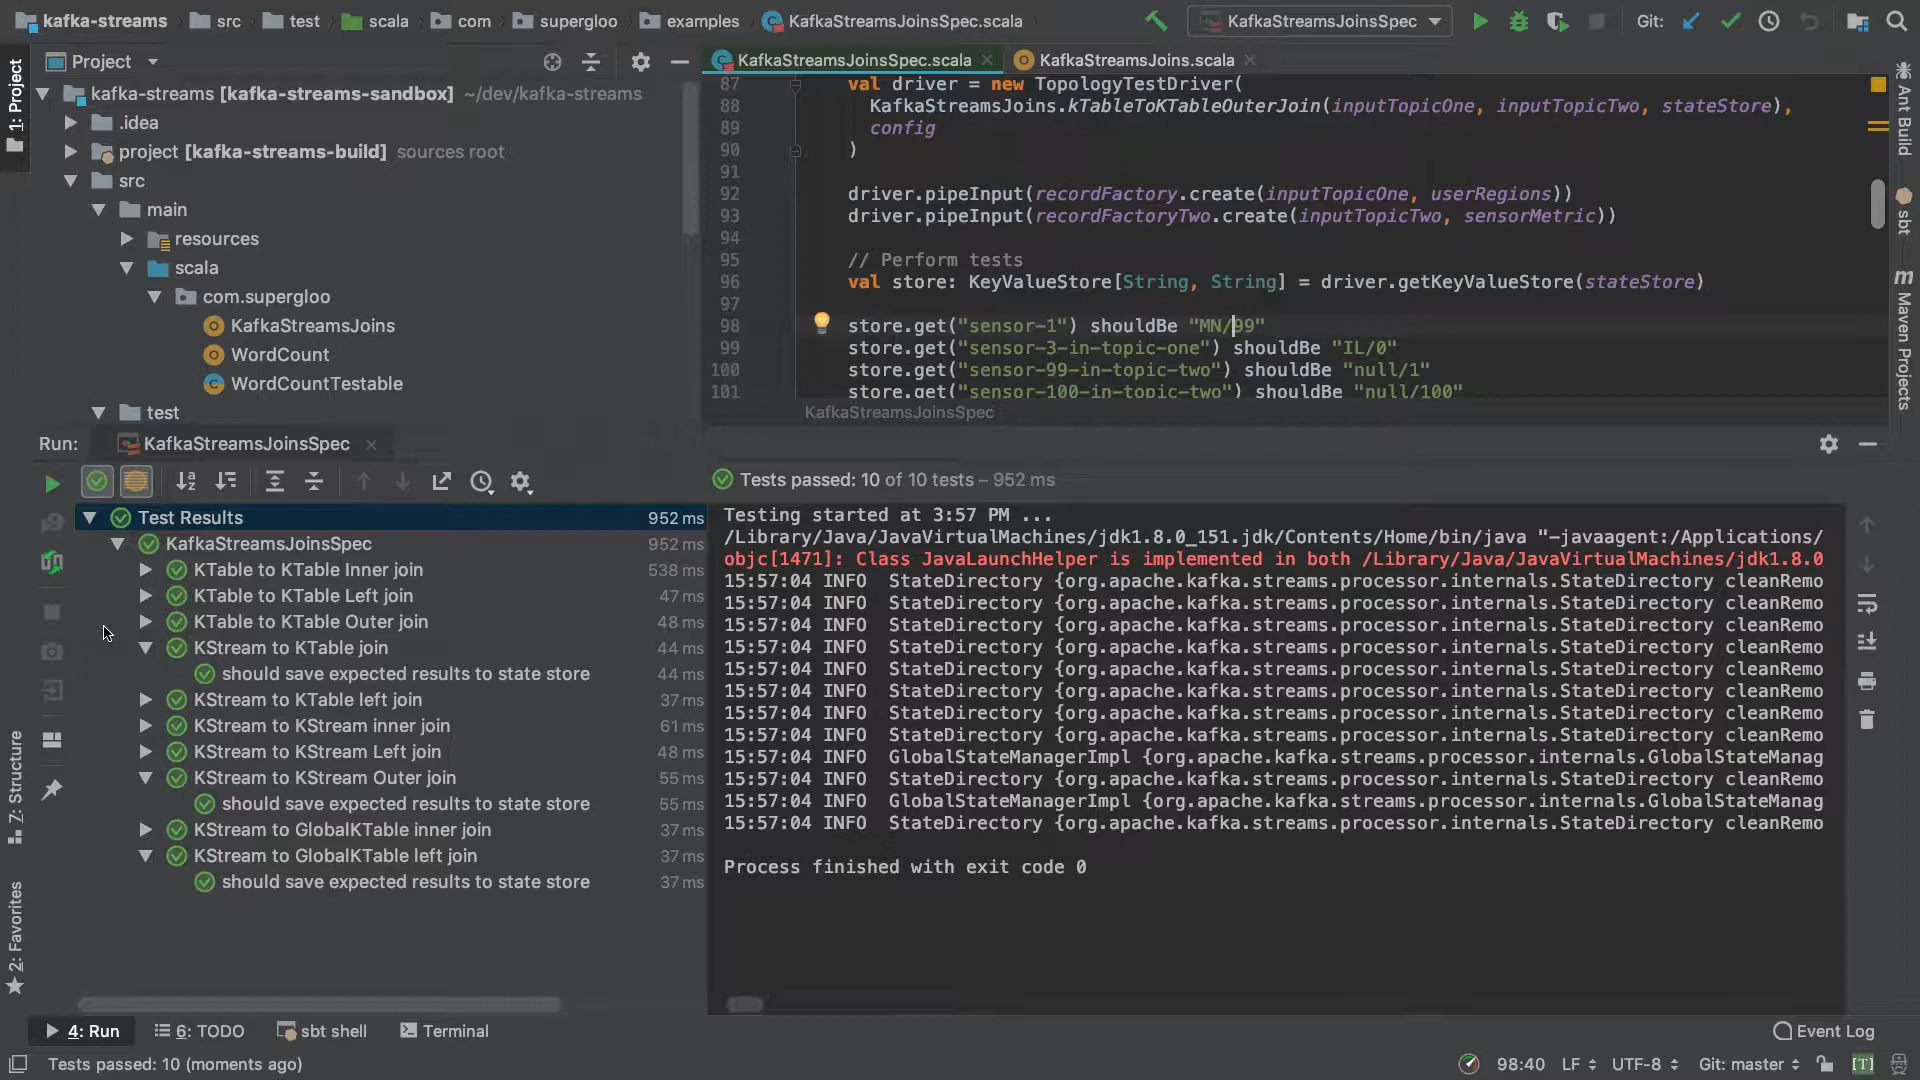 kafka-streams src test scala com supergloo examples KafkaStreamsJoinsSpec.scala
KafkaStreamsJoinsSpec Git:
1: Project
Project
KafkaStreamsJoinsSpec.scala KafkaStreamsJoins.scala
kafka-streams [kafka-streams-sandbox] ~/dev/kafka-streams
.idea
project [kafka-streams-build] sources root
src
main
resources
scala
com.supergloo
KafkaStreamsJoins
WordCount
WordCountTestable
test
87 val driver = new TopologyTestDriver(
88 KafkaStreamsJoins.kTableToKTableOuterJoin(inputTopicOne, inputTopicTwo, stateStore),
89 config
90 )
91
92 driver.pipeInput(recordFactory.create(inputTopicOne, userRegions))
93 driver.pipeInput(recordFactoryTwo.create(inputTopicTwo, sensorMetric))
94
95 // Perform tests
96 val store: KeyValueStore[String, String] = driver.getKeyValueStore(stateStore)
97
98 store.get("sensor-1") shouldBe "MN/99"
99 store.get("sensor-3-in-topic-one") shouldBe "IL/0"
100 store.get("sensor-99-in-topic-two") shouldBe "null/1"
101 store.get("sensor-100-in-topic-two") shouldBe "null/100"
KafkaStreamsJoinsSpec
Ant Build
sbt
m Maven Projects
Run: KafkaStreamsJoinsSpec
Tests passed: 10 of 10 tests – 952 ms
Test Results 952 ms
KafkaStreamsJoinsSpec 952 ms
KTable to KTable Inner join 538 ms
KTable to KTable Left join 47 ms
KTable to KTable Outer join 48 ms
KStream to KTable join 44 ms
should save expected results to state store 44 ms
KStream to KTable left join 37 ms
KStream to KStream inner join 61 ms
KStream to KStream Left join 48 ms
KStream to KStream Outer join 55 ms
should save expected results to state store 55 ms
KStream to GlobalKTable inner join 37 ms
KStream to GlobalKTable left join 37 ms
should save expected results to state store 37 ms
Testing started at 3:57 PM ...
/Library/Java/JavaVirtualMachines/jdk1.8.0_151.jdk/Contents/Home/bin/java "-javaagent:/Applications/
objc[1471]: Class JavaLaunchHelper is implemented in both /Library/Java/JavaVirtualMachines/jdk1.8.0
15:57:04 INFO StateDirectory {org.apache.kafka.streams.processor.internals.StateDirectory cleanRemo
15:57:04 INFO StateDirectory {org.apache.kafka.streams.processor.internals.StateDirectory cleanRemo
15:57:04 INFO StateDirectory {org.apache.kafka.streams.processor.internals.StateDirectory cleanRemo
15:57:04 INFO StateDirectory {org.apache.kafka.streams.processor.internals.StateDirectory cleanRemo
15:57:04 INFO StateDirectory {org.apache.kafka.streams.processor.internals.StateDirectory cleanRemo
15:57:04 INFO StateDirectory {org.apache.kafka.streams.processor.internals.StateDirectory cleanRemo
15:57:04 INFO StateDirectory {org.apache.kafka.streams.processor.internals.StateDirectory cleanRemo
15:57:04 INFO StateDirectory {org.apache.kafka.streams.processor.internals.StateDirectory cleanRemo
15:57:04 INFO GlobalStateManagerImpl {org.apache.kafka.streams.processor.internals.GlobalStateManag
15:57:04 INFO StateDirectory {org.apache.kafka.streams.processor.internals.StateDirectory cleanRemo
15:57:04 INFO GlobalStateManagerImpl {org.apache.kafka.streams.processor.internals.GlobalStateManag
15:57:04 INFO StateDirectory {org.apache.kafka.streams.processor.internals.StateDirectory cleanRemo
Process finished with exit code 0
7: Structure
2: Favorites
4: Run 6: TODO sbt shell Terminal Event Log
Tests passed: 10 (moments ago) 98:40 LF UTF-8 Git: master [T]